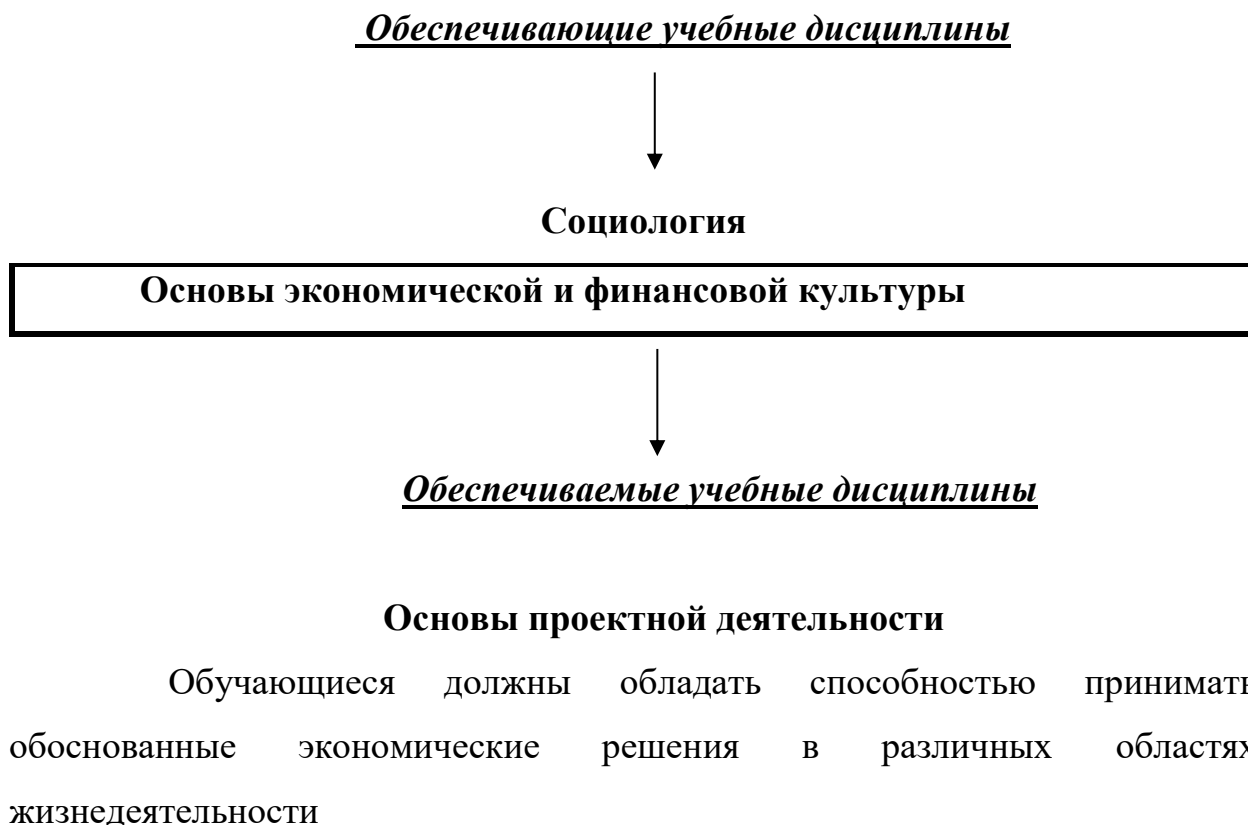 Обеспечивающие учебные дисциплины
Социология
Основы экономической и финансовой культуры
Обеспечиваемые учебные дисциплины
Основы проектной деятельности
Обучающиеся должны обладать способностью принимать
обоснованные экономические решения в различных областях
жизнедеятельности